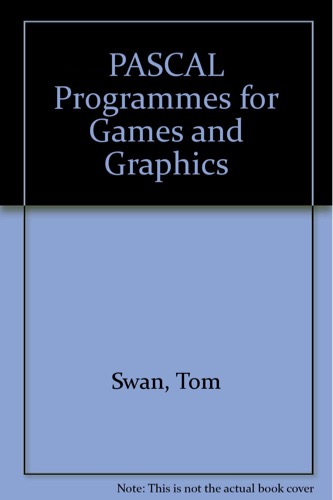 PASCAL
Programmes for
Games and
Graphics
Swan, Tom
Note: This is not the actual book cover